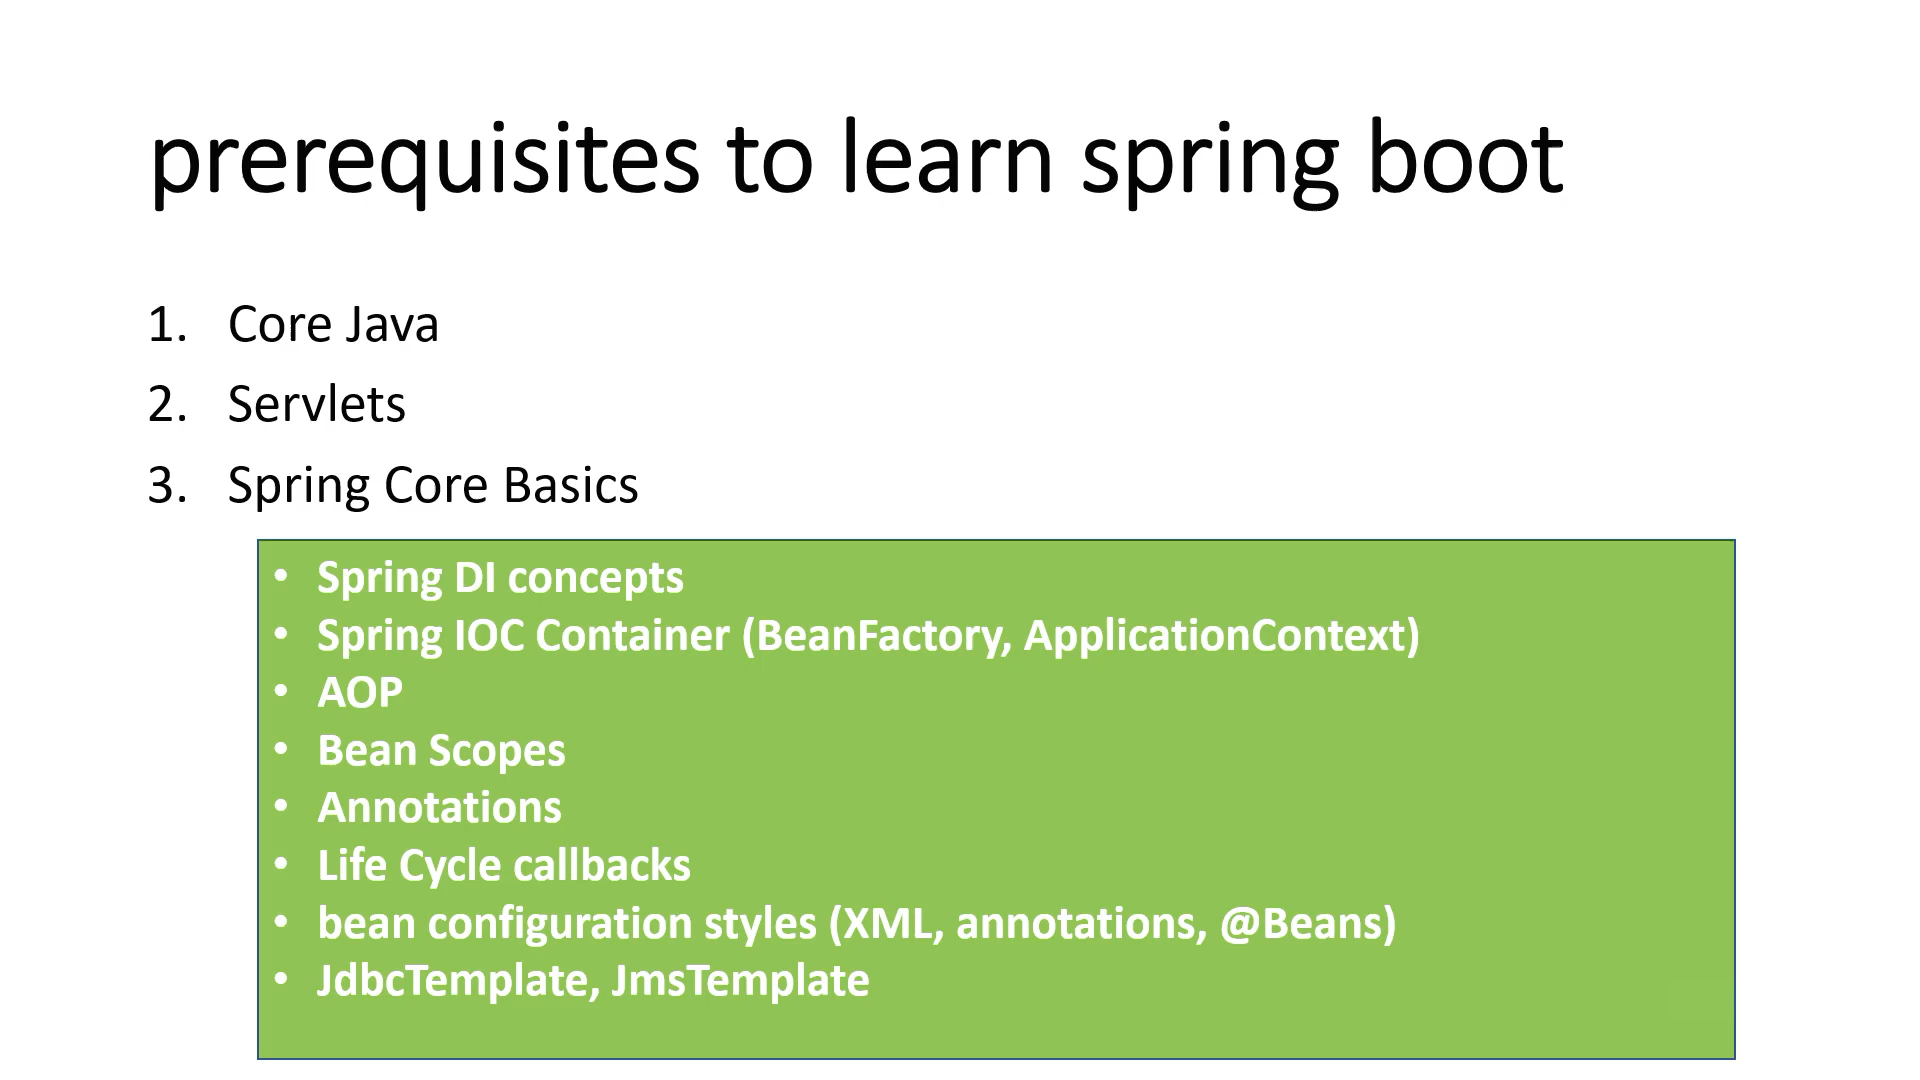 prerequisites to learn spring boot
1. Core Java
2. Servlets
3. Spring Core Basics
• Spring DI concepts
• Spring IOC Container (BeanFactory, ApplicationContext)
• AOP
• Bean Scopes
• Annotations
• Life Cycle callbacks
• bean configuration styles (XML, annotations, @Beans)
• JdbcTemplate, JmsTemplate